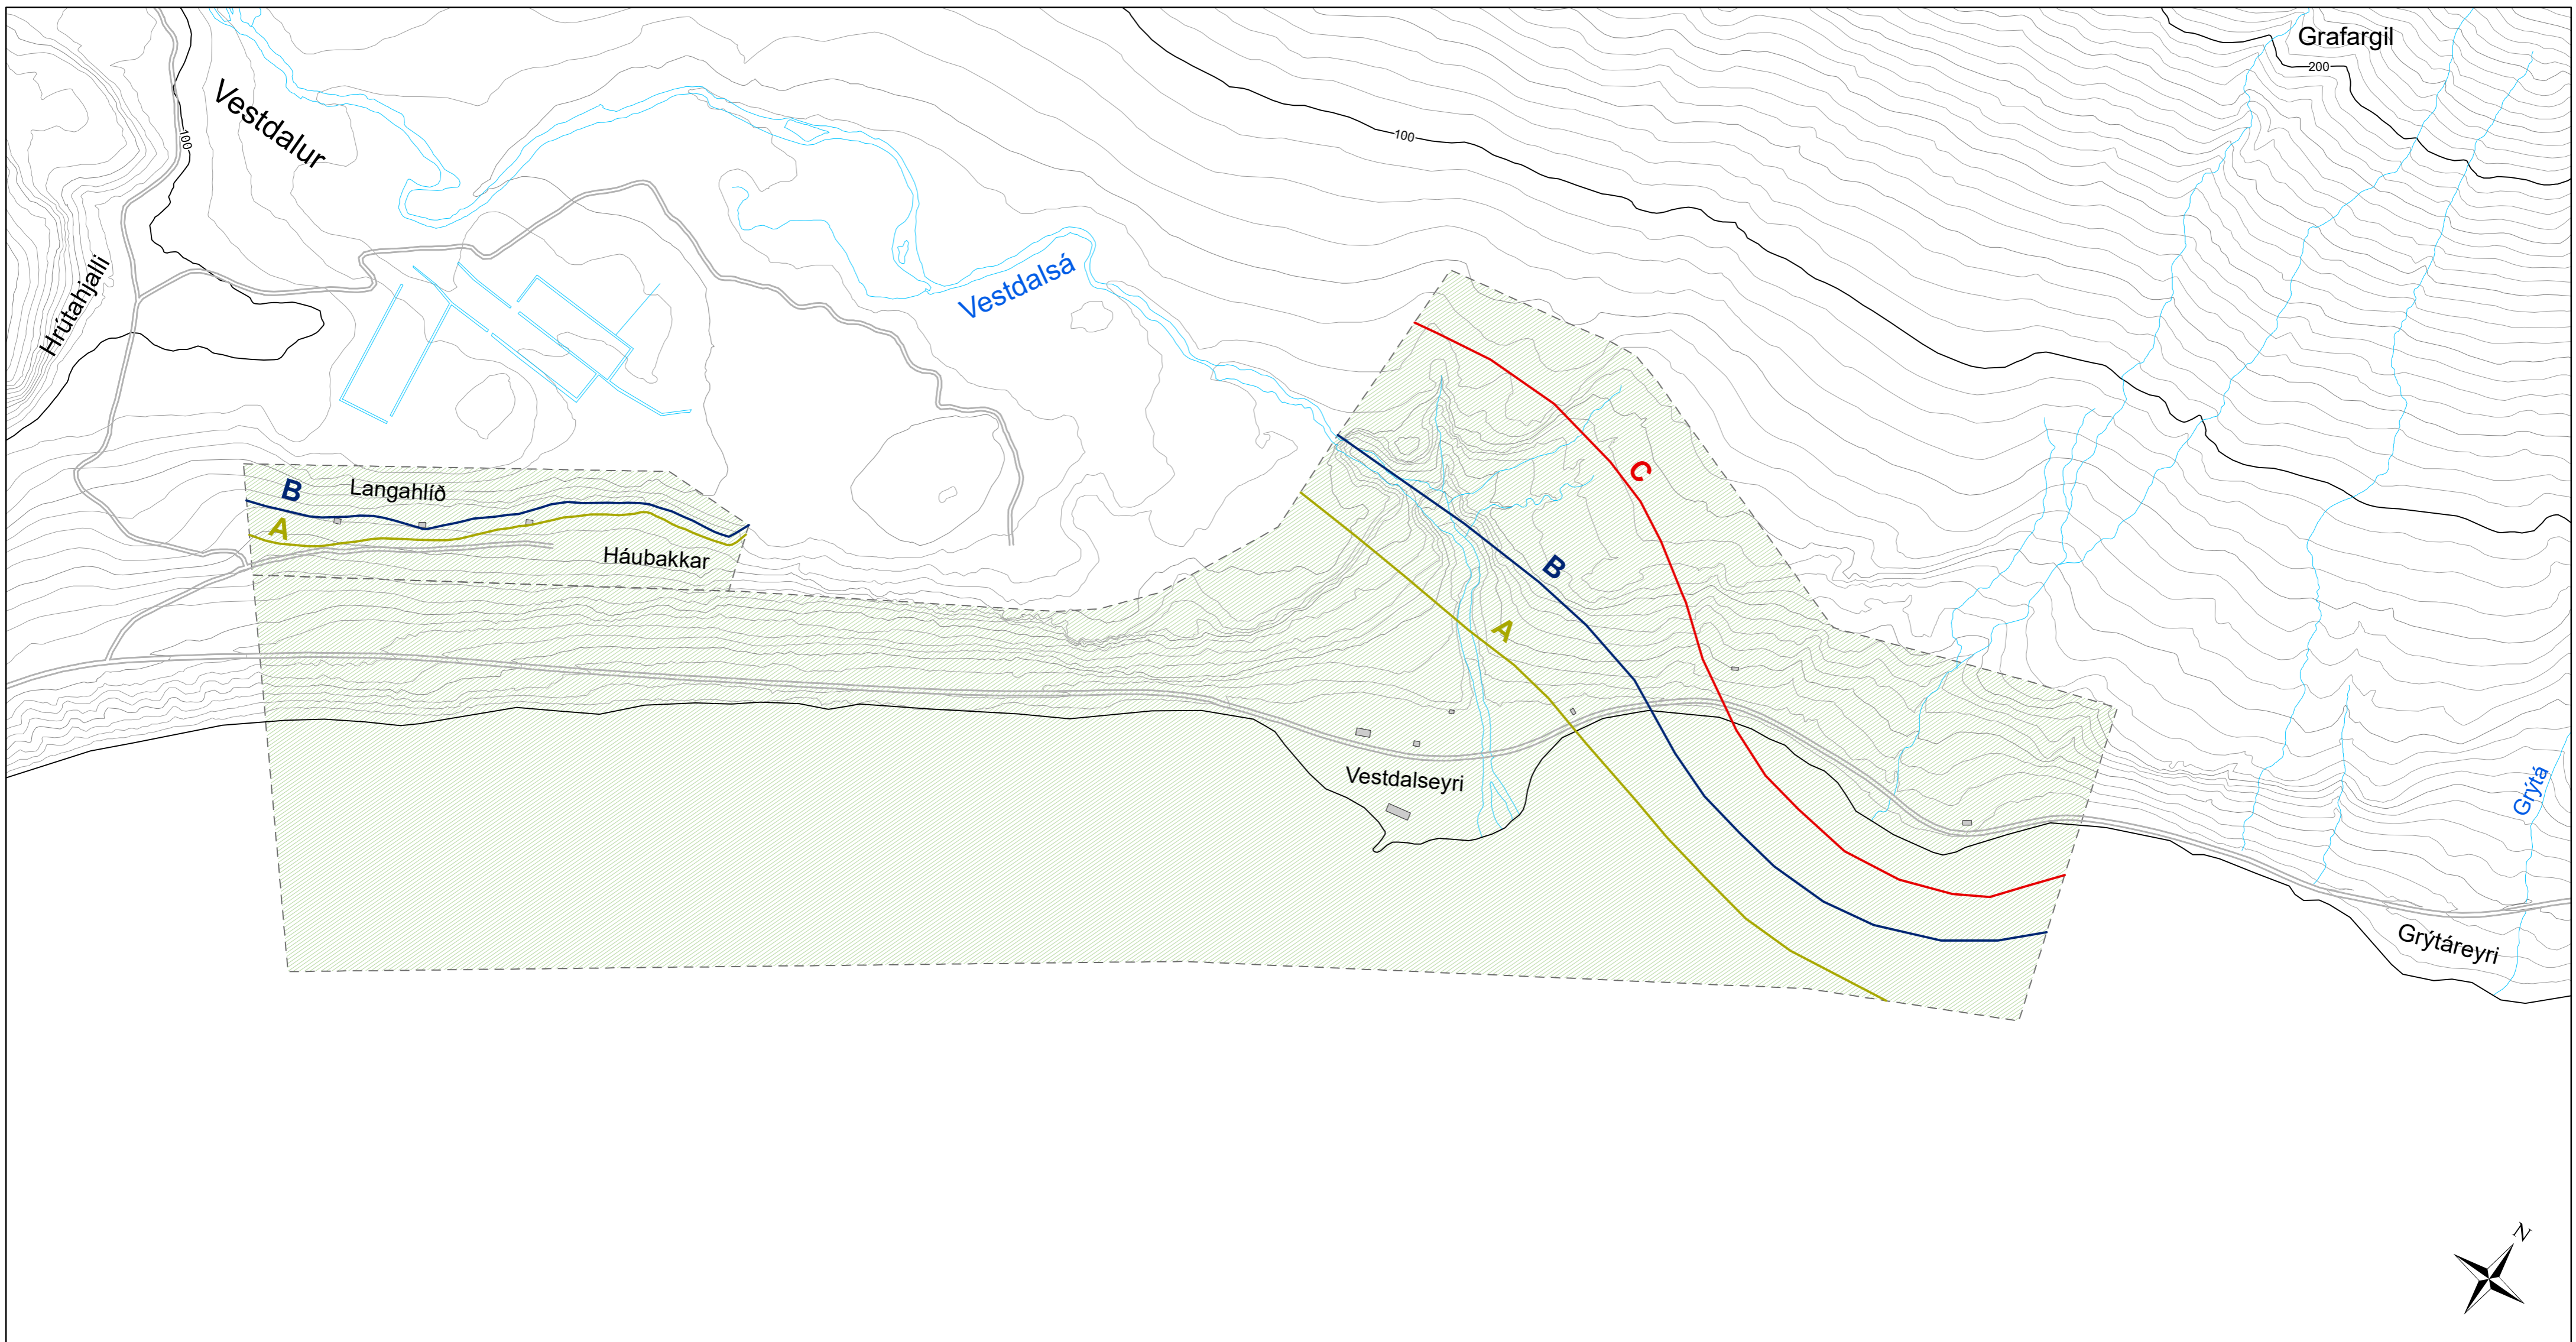 Grafargil
200
Vestdalur
100
100
Hrútahjalli
Vestdalsá
C
B
Langahlíð
A
Háubakkar
B
A
Vestdalseyri
Grýtá
Grýtáreyri
N